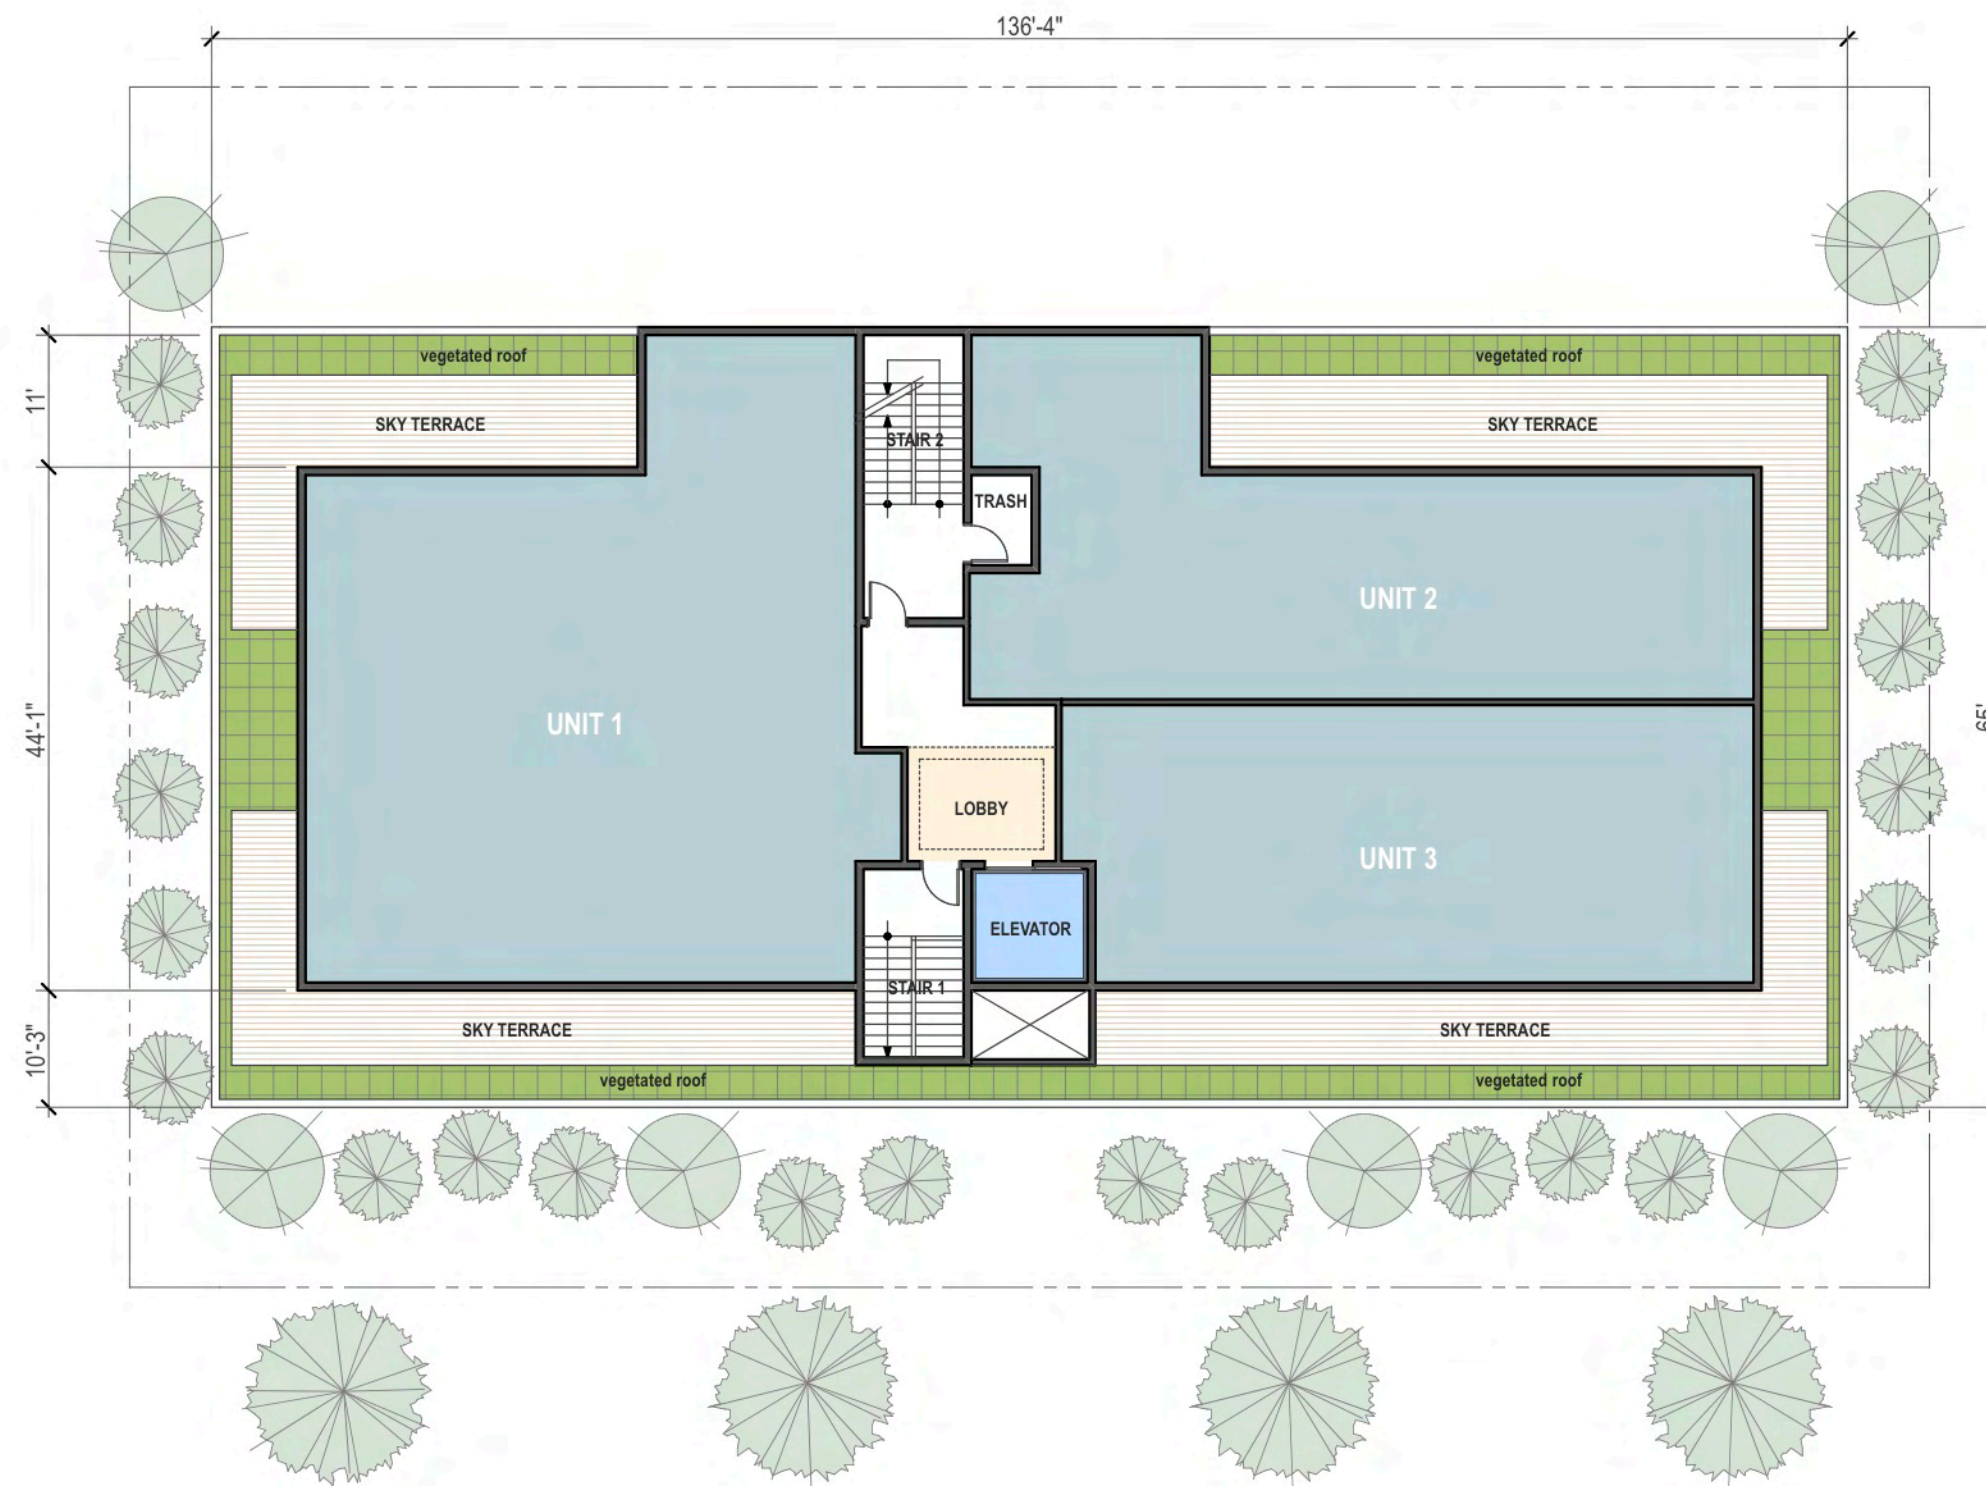 136'-4"
vegetated roof
vegetated roof
11'
SKY TERRACE
SKY TERRACE
STAIR 2
TRASH
UNIT 2
44'-1"
UNIT 1
65'
LOBBY
UNIT 3
ELEVATOR
STAIR 1
10'-3"
SKY TERRACE
SKY TERRACE
vegetated roof
vegetated roof